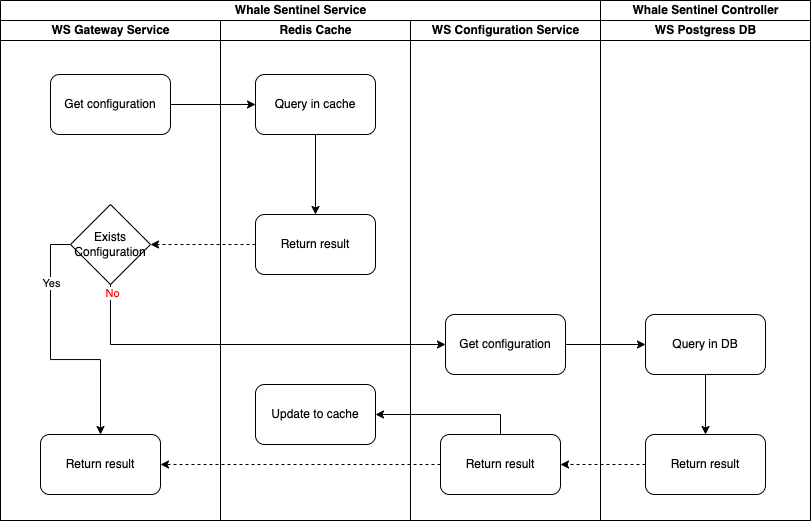 Whale Sentinel Service
Whale Sentinel Controller
WS Gateway Service
Redis Cache
WS Configuration Service
WS Postgress DB
Get configuration
Query in cache
Exists
Configuration
Return result
Yes
No
Get configuration
Query in DB
Update to cache
Return result
Return result
Return result